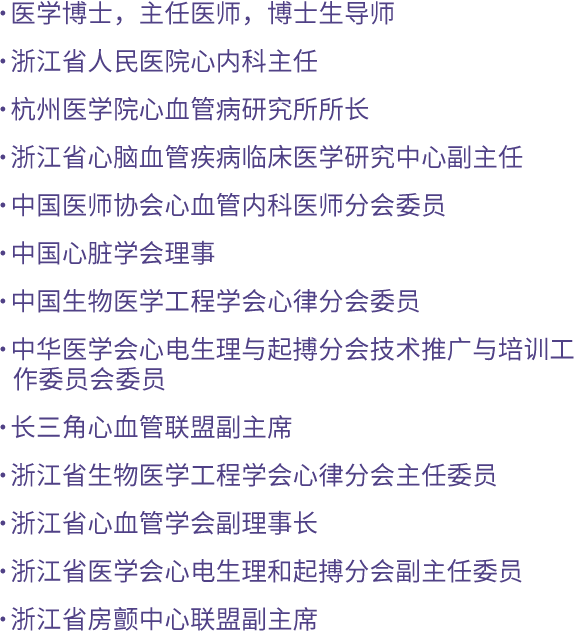 ·医学博士，主任医师，博士生导师
·浙江省人民医院心内科主任
·杭州医学院心血管病研究所所长
·浙江省心脑血管疾病临床医学研究中心副主任
·中国医师协会心血管内科医师分会委员
·中国心脏学会理事
·中国生物医学工程学会心律分会委员
·中华医学会心电生理与起搏分会技术推广与培训工
作委员会委员
·长三角心血管联盟副主席
·浙江省生物医学工程学会心律分会主任委员
·浙江省心血管学会副理事长
·浙江省医学会心电生理和起搏分会副主任委员
·浙江省房颤中心联盟副主席